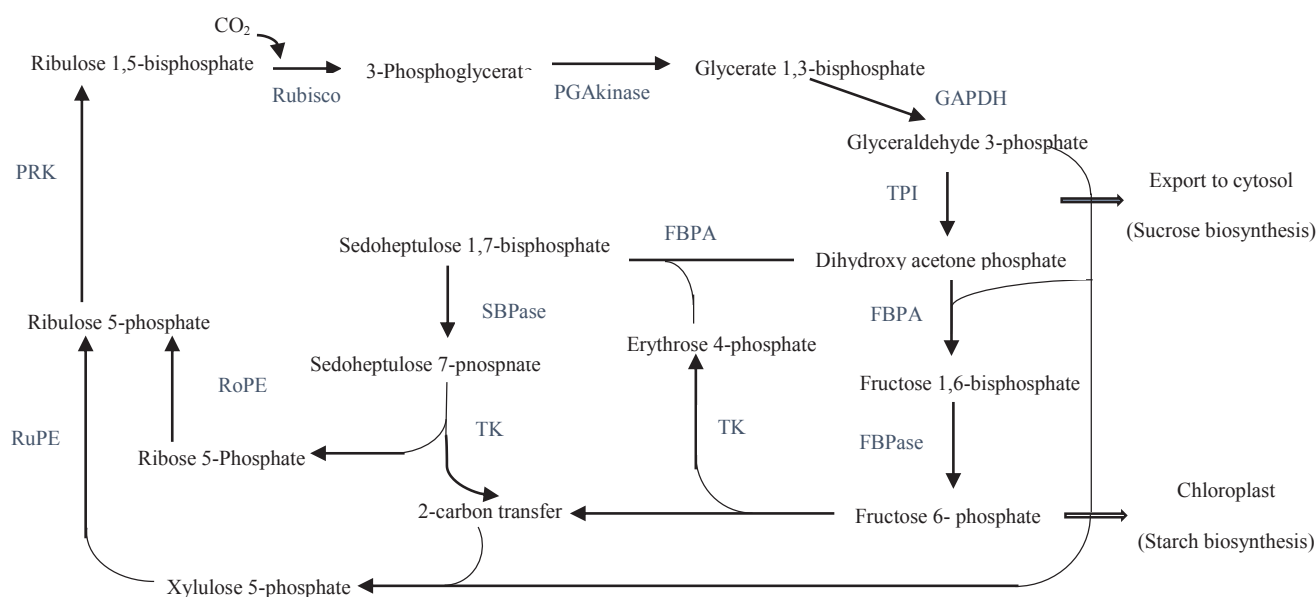 CO₂
Ribulose 1,5-bisphosphate
Rubisco
3-Phosphoglycerat
PGAkinase
Glycerate 1,3-bisphosphate
GAPDH
Glyceraldehyde 3-phosphate
PRK
TPI
Export to cytosol
(Sucrose biosynthesis)
Sedoheptulose 1,7-bisphosphate
FBPA
Dihydroxy acetone phosphate
SBPase
FBPA
Ribulose 5-phosphate
Erythrose 4-phosphate
Sedoheptulose 7-pnospnate
RoPE
Fructose 1,6-bisphosphate
RuPE
TK
TK
FBPase
Ribose 5-Phosphate
Chloroplast
2-carbon transfer
Fructose 6- phosphate
(Starch biosynthesis)
Xylulose 5-phosphate